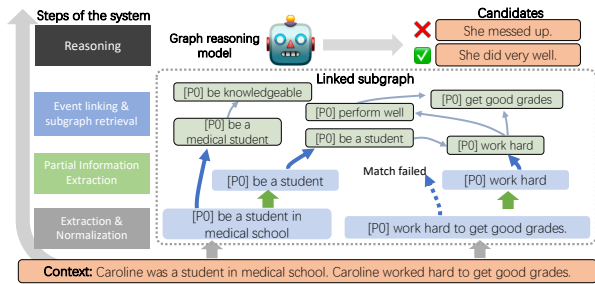 Steps of the system
Candidates
Reasoning
Graph reasoning
model
She messed up.
She did very well.
Linked subgraph
Event linking &
subgraph retrieval
[P0] be knowledgeable
[P0] get good grades
[P0] perform well
[P0] be a
medical student
[P0] be a student
[P0] work hard
Partial Information
Extraction
[P0] be a student
Match failed
[P0] work hard
Extraction &
Normalization
[P0] be a student in
medical school
[P0] work hard to get good grades.
Context: Caroline was a student in medical school. Caroline worked hard to get good grades.